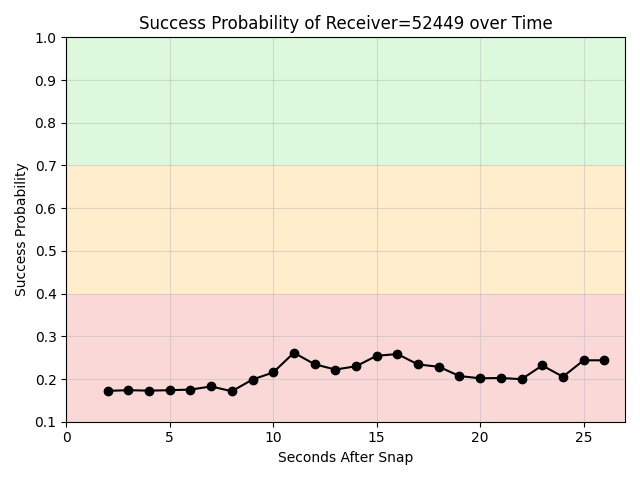 Success Probability of Receiver=52449 over Time
1.0
0.9
0.8
0.7
0.6
0.5
0.4
0.3
0.2
0.1
Success Probability
0 5 10 15 20 25
Seconds After Snap